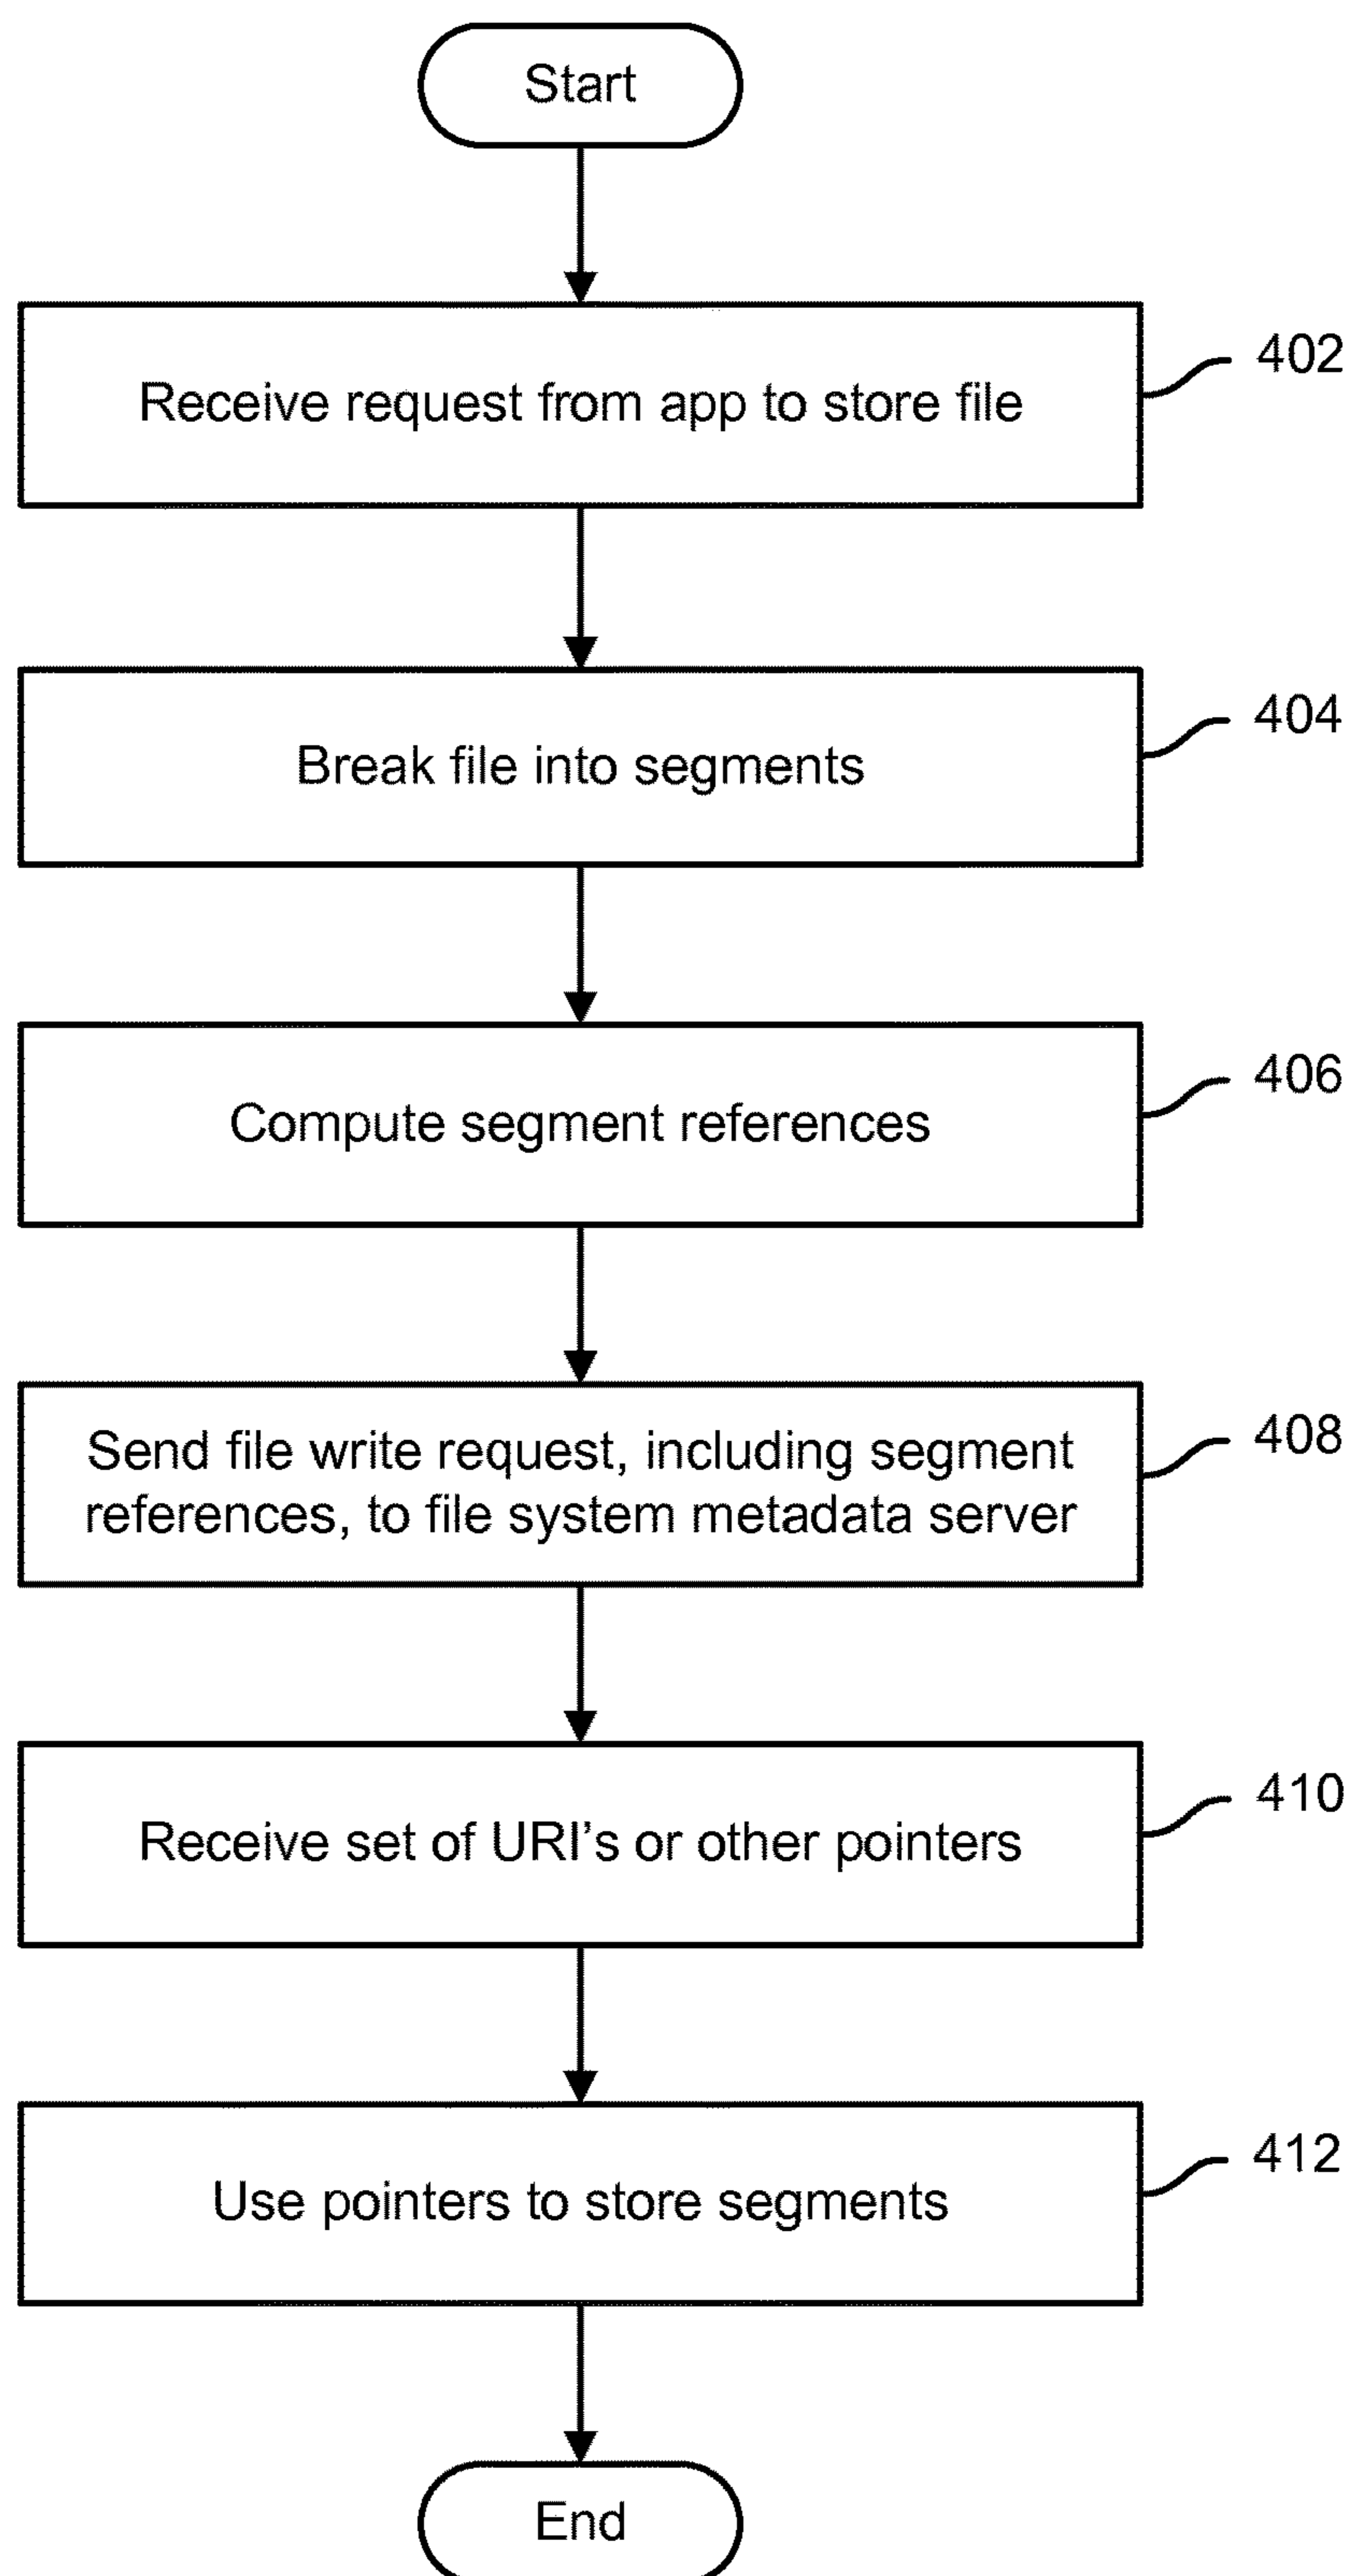 Start
Receive request from app to store file
402
Break file into segments
404
Compute segment references
406
Send file write request, including segment
references, to file system metadata server
408
Receive set of URI's or other pointers
410
Use pointers to store segments
412
End